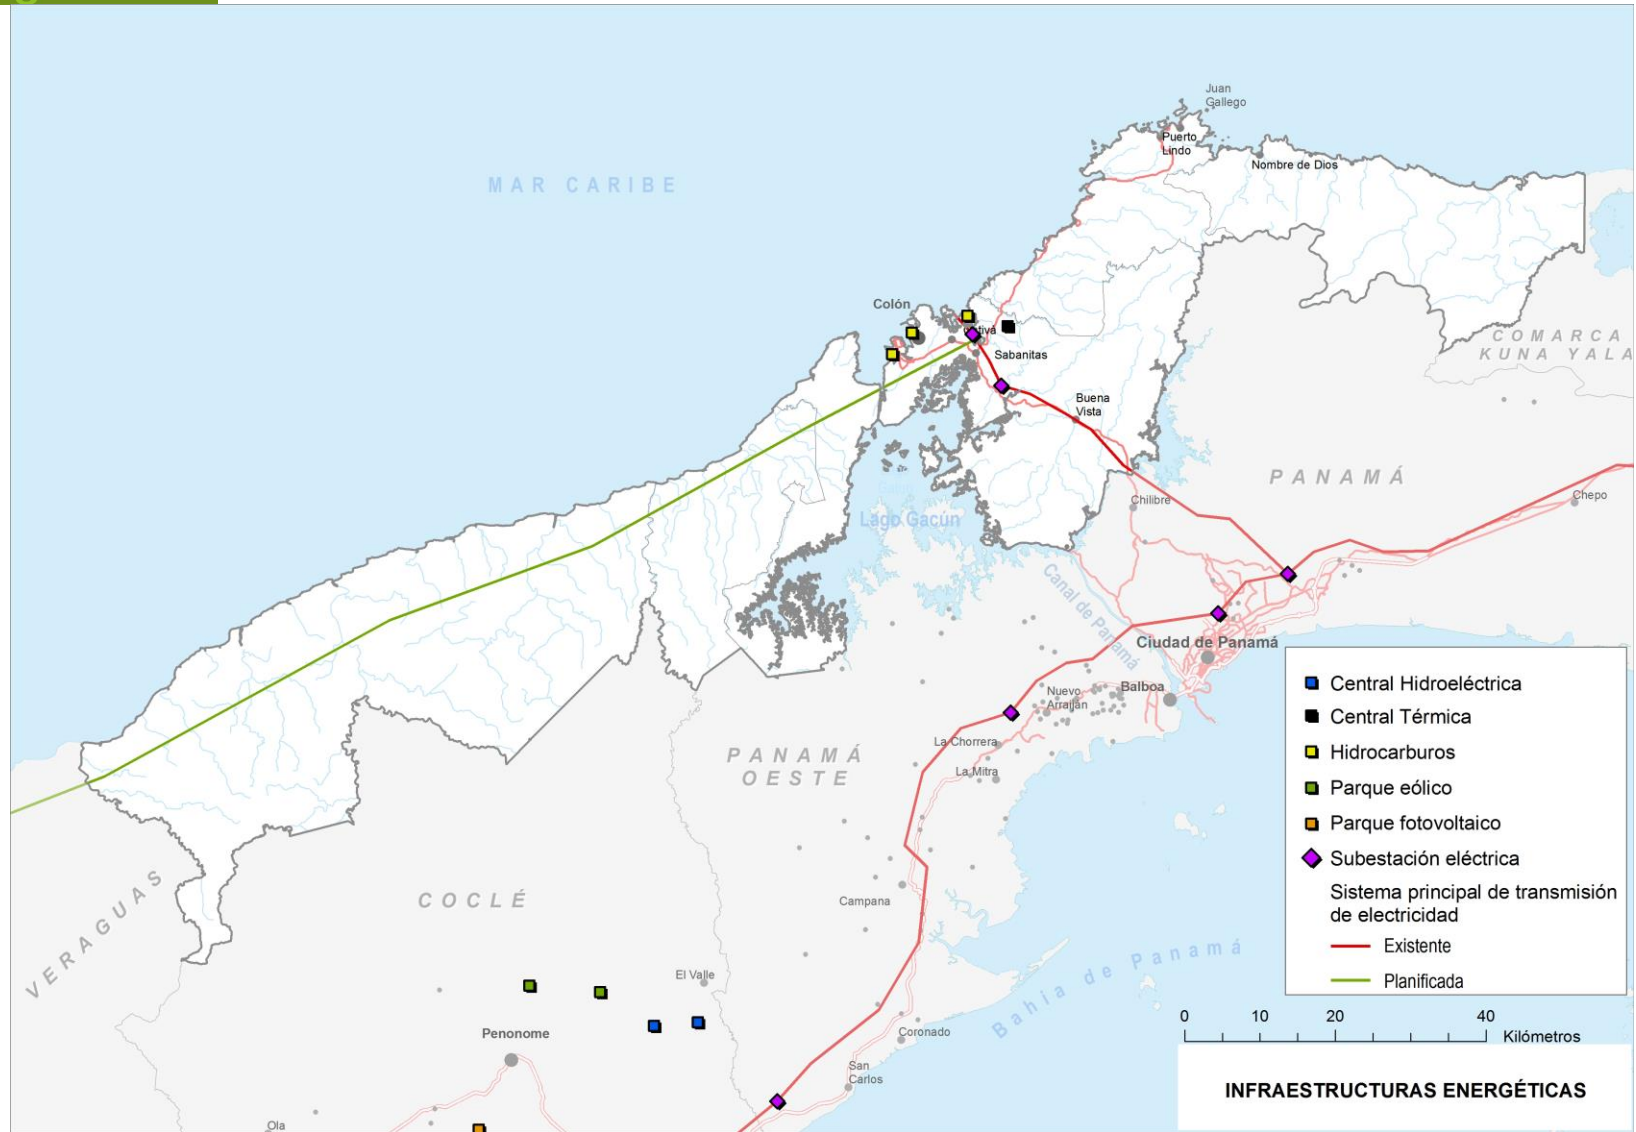 Juan
Gallego
Puerto
Lindo
Nombre de Dios
MAR CARIBE
Colón
Sabanitas
COMARCA
KUNA YALA
Buena
Vista
PANAMÁ
Chilibre
Chepo
Lago Gacún
Canal de Panamá
Ciudad de Panamá
Balboa
Nuevo
Arraiján
La Chorrera
La Mitra
PANAMÁ
OESTE
Campana
COCLÉ
VERAGUAS
El Valle
Penonome
Coronado
San
Carlos
Ola
Bahia de Panamá
Central Hidroeléctrica
Central Térmica
Hidrocarburos
Parque eólico
Parque fotovoltaico
Subestación eléctrica
Sistema principal de transmisión
de electricidad
Existente
Planificada
0 10 20 40
Kilómetros
INFRAESTRUCTURAS ENERGÉTICAS